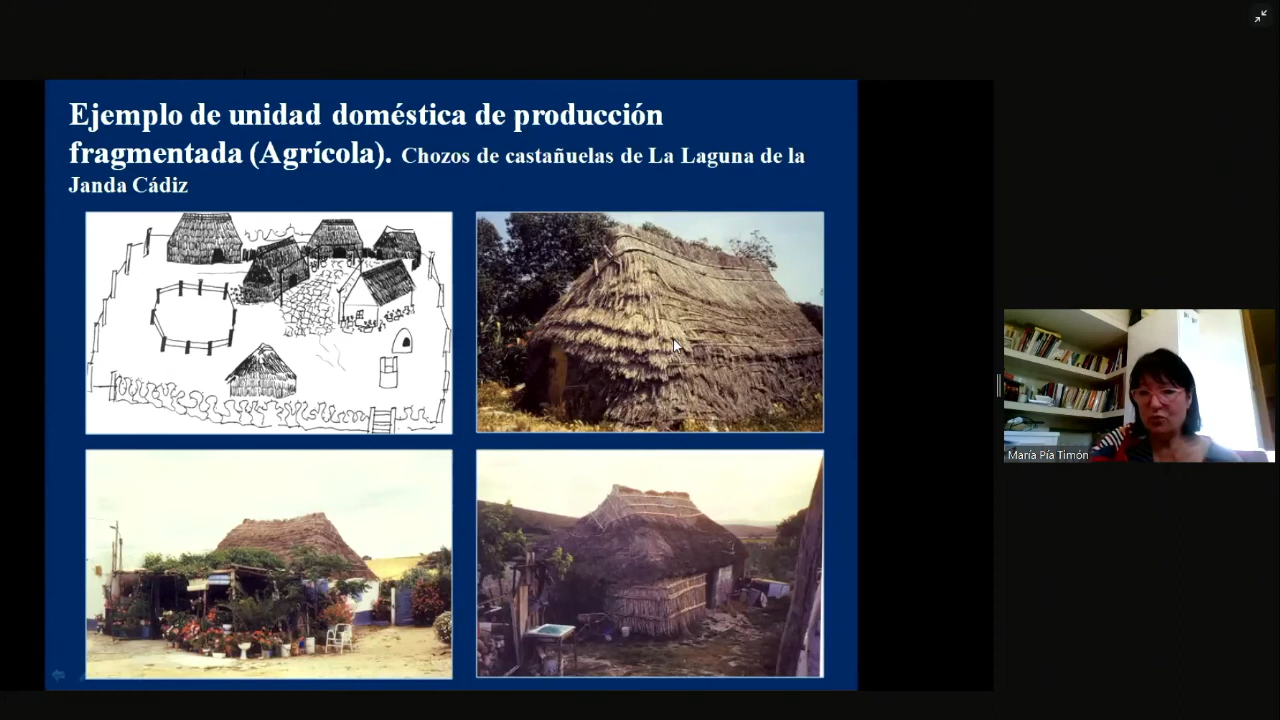 Ejemplo de unidad doméstica de producción
fragmentada (Agrícola). Chozos de castañuelas de La Laguna de la
Janda Cádiz
María Pía Timón